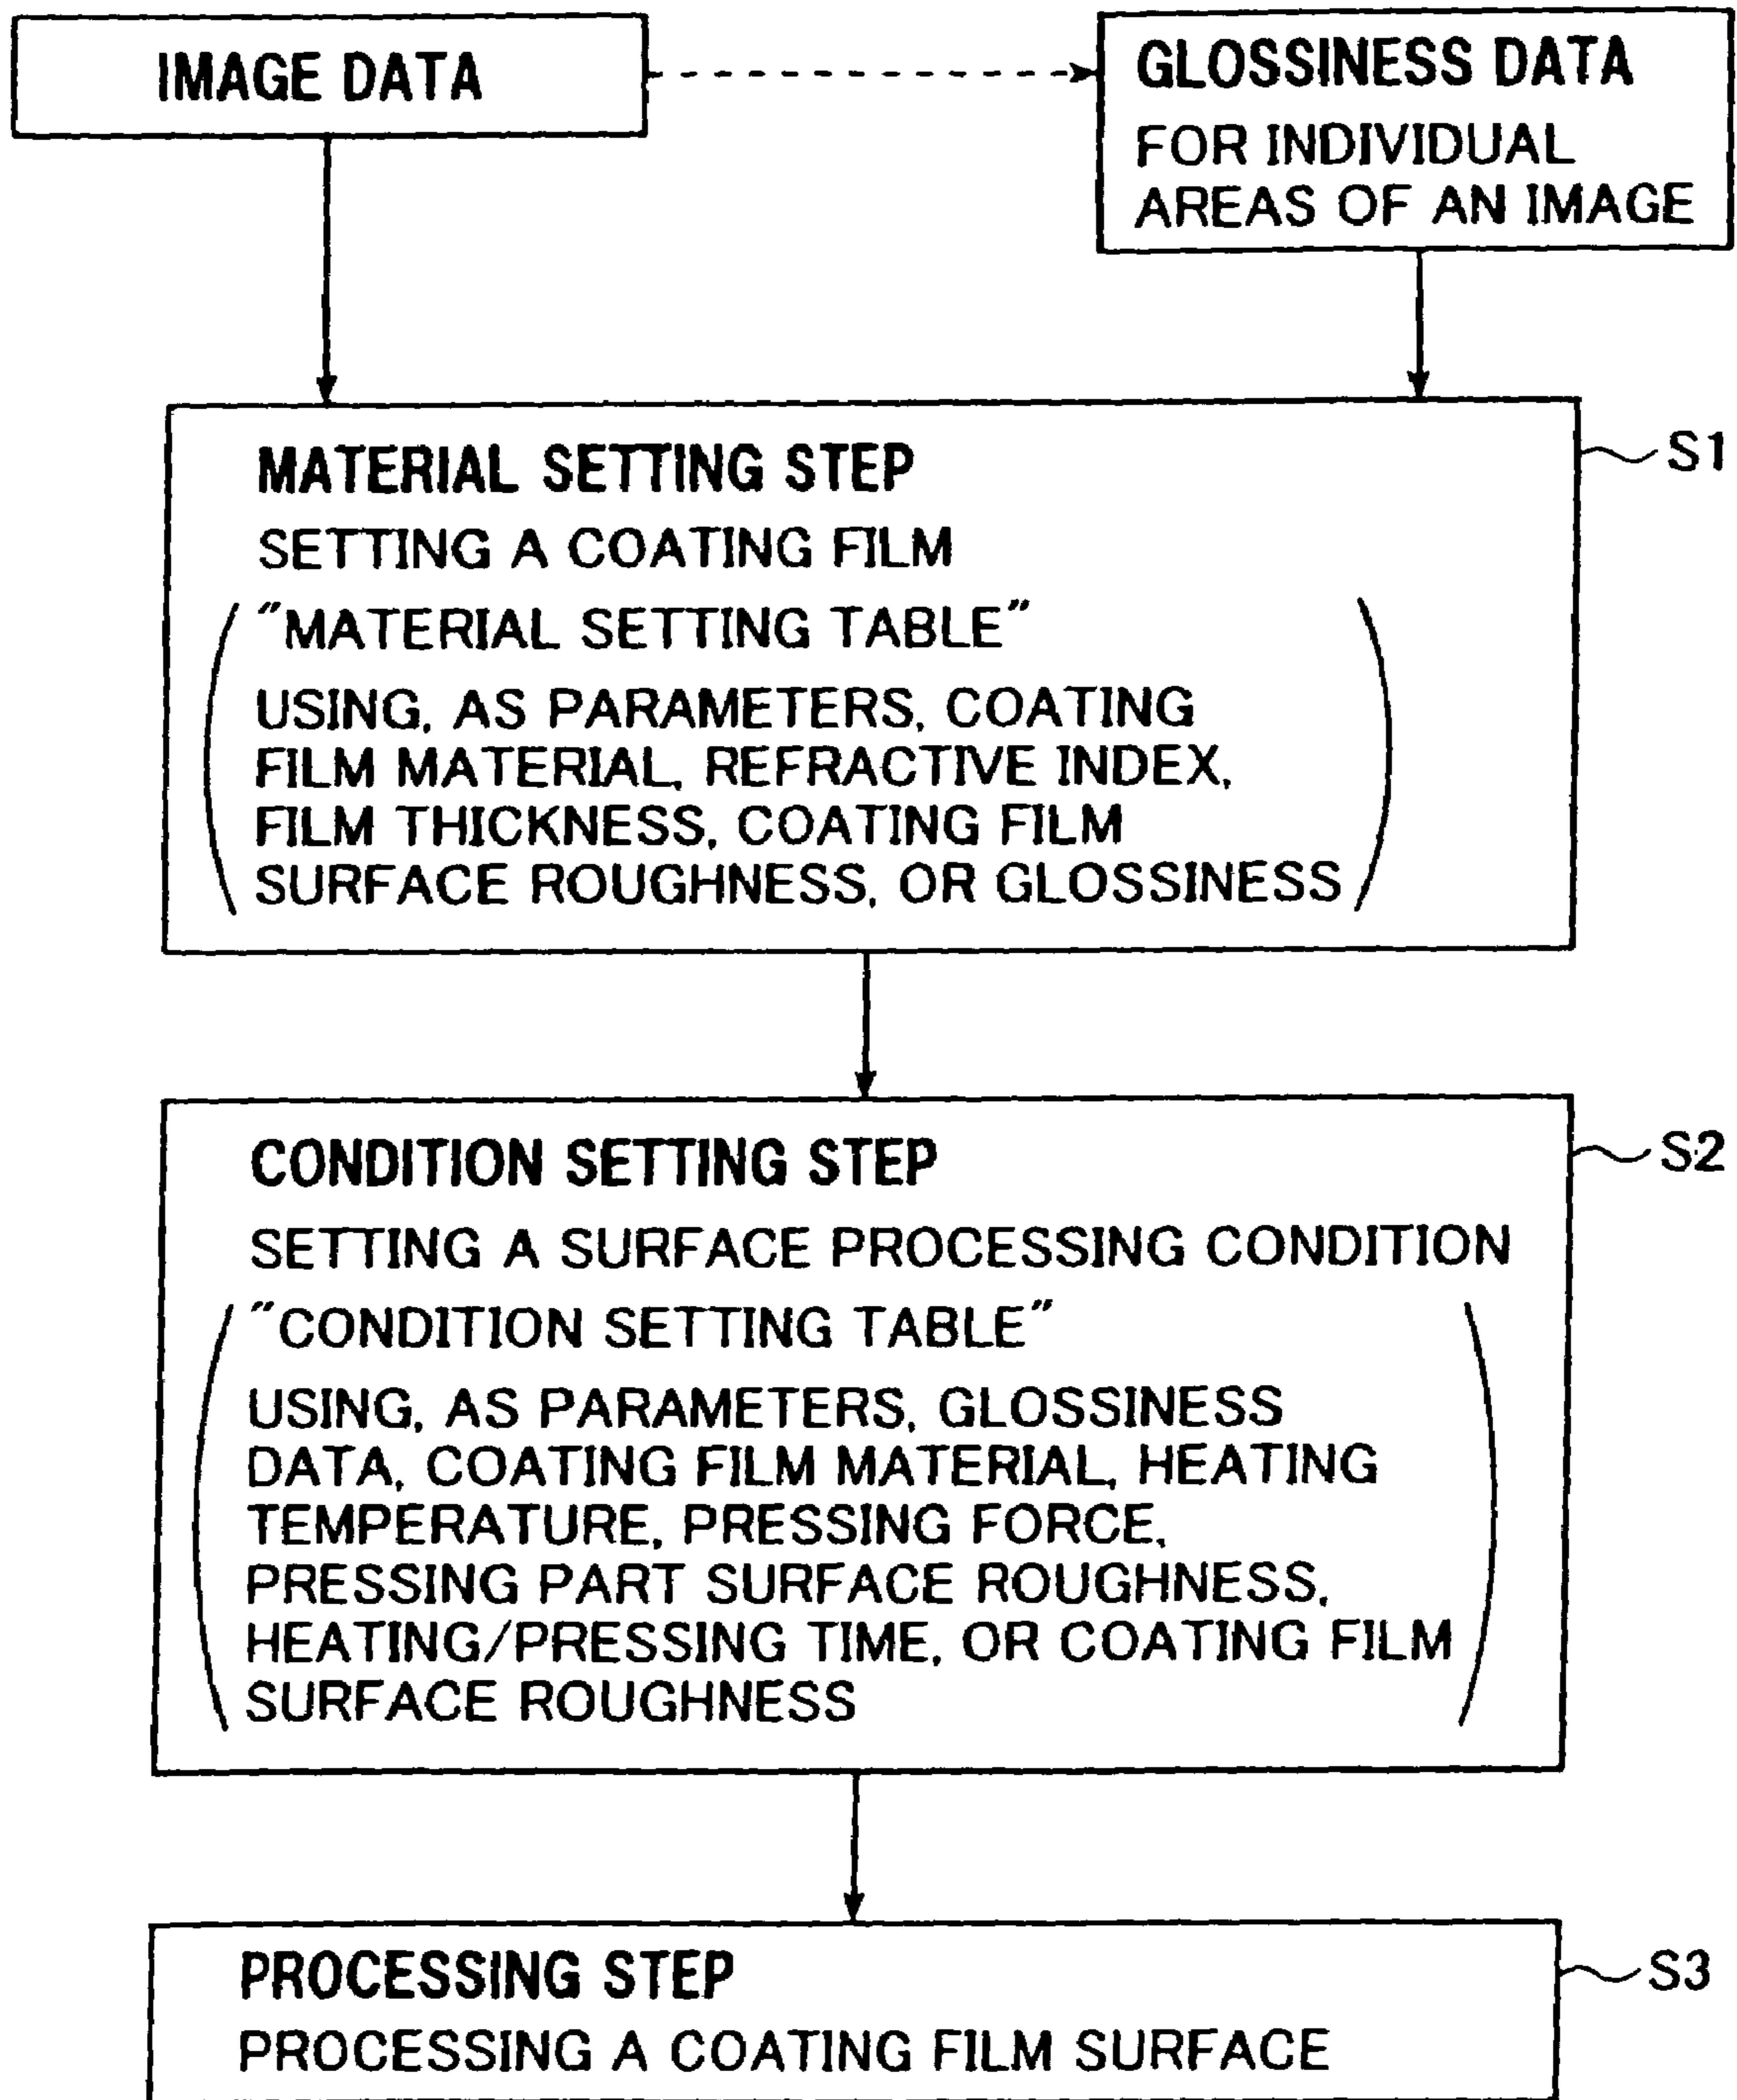 IMAGE DATA
GLOSSINESS DATA
FOR INDIVIDUAL
AREAS OF AN IMAGE
S1
MATERIAL SETTING STEP
SETTING A COATING FILM
"MATERIAL SETTING TABLE"
USING, AS PARAMETERS, COATING
FILM MATERIAL, REFRACTIVE INDEX,
FILM THICKNESS, COATING FILM
SURFACE ROUGHNESS, OR GLOSSINESS
S2
CONDITION SETTING STEP
SETTING A SURFACE PROCESSING CONDITION
"CONDITION SETTING TABLE"
USING, AS PARAMETERS, GLOSSINESS
DATA, COATING FILM MATERIAL, HEATING
TEMPERATURE, PRESSING FORCE,
PRESSING PART SURFACE ROUGHNESS,
HEATING/PRESSING TIME, OR COATING FILM
SURFACE ROUGHNESS
S3
PROCESSING STEP
PROCESSING A COATING FILM SURFACE